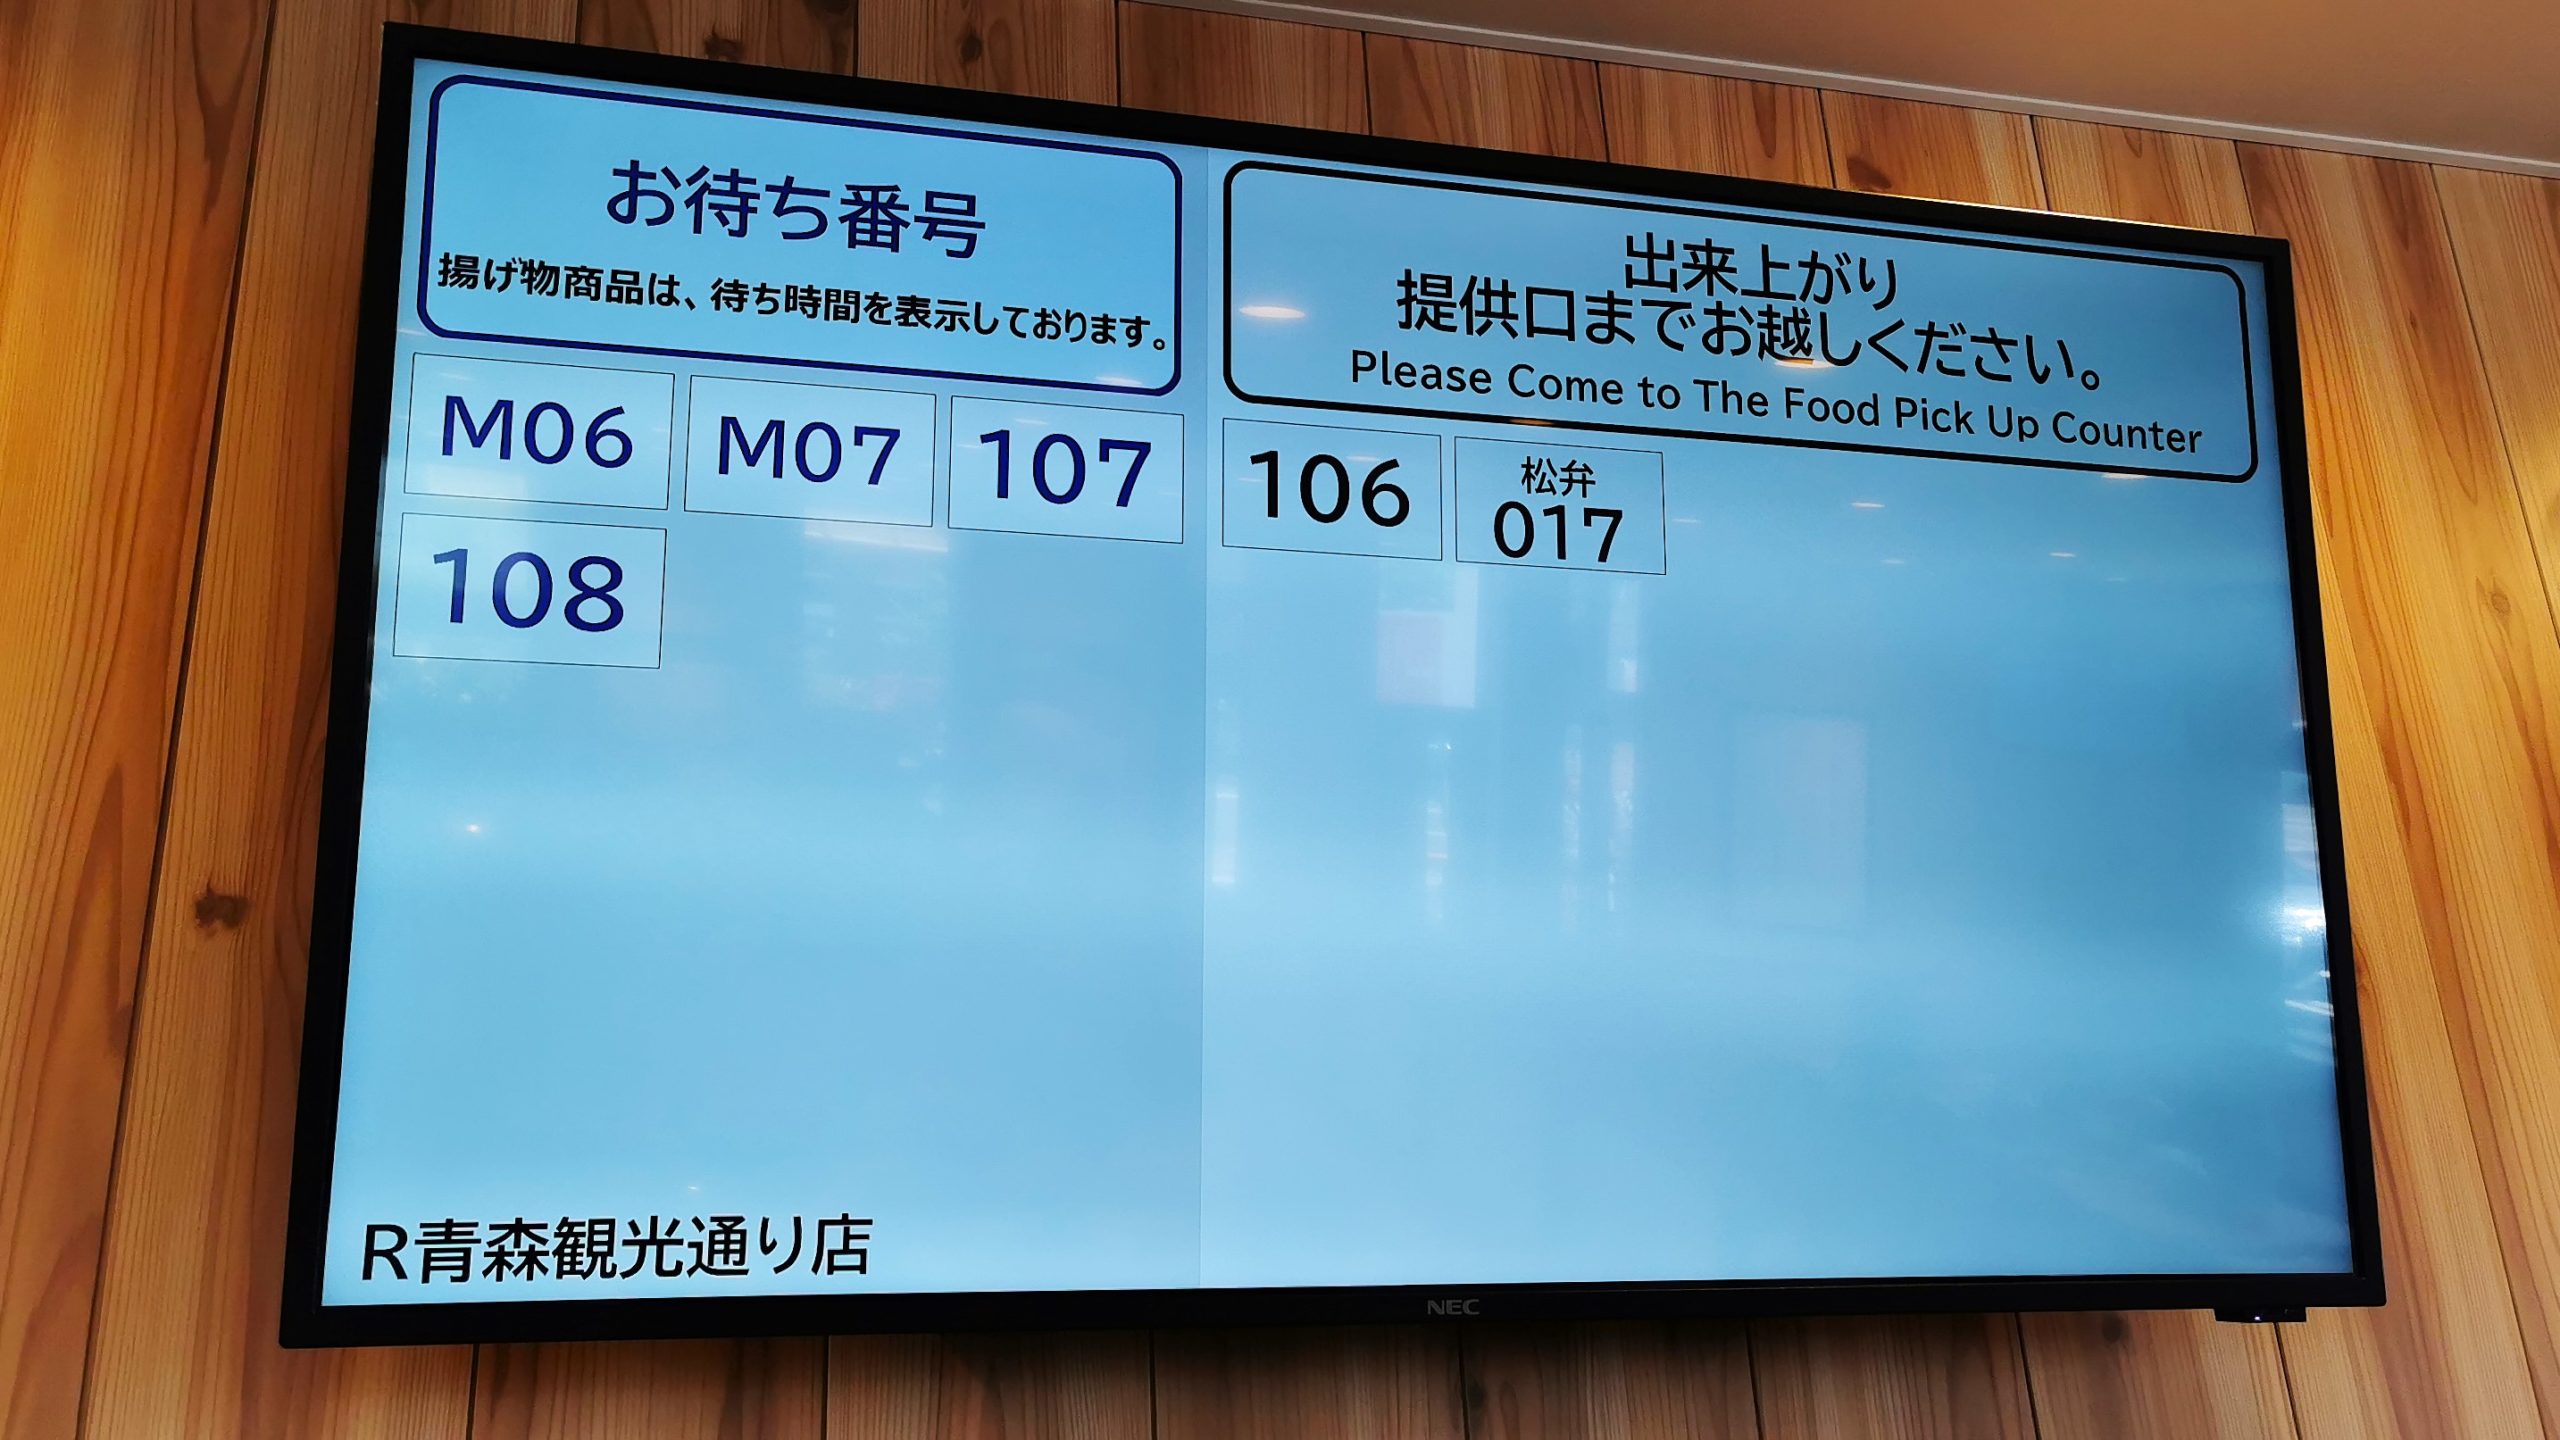 お待ち番号
揚げ物商品は、待ち時間を表示しております。
M06 M07 107
108
R青森観光通り店
出来上がり
提供口までお越しください。
Please Come to The Food Pick Up Counter
106
松弁
017
NEC